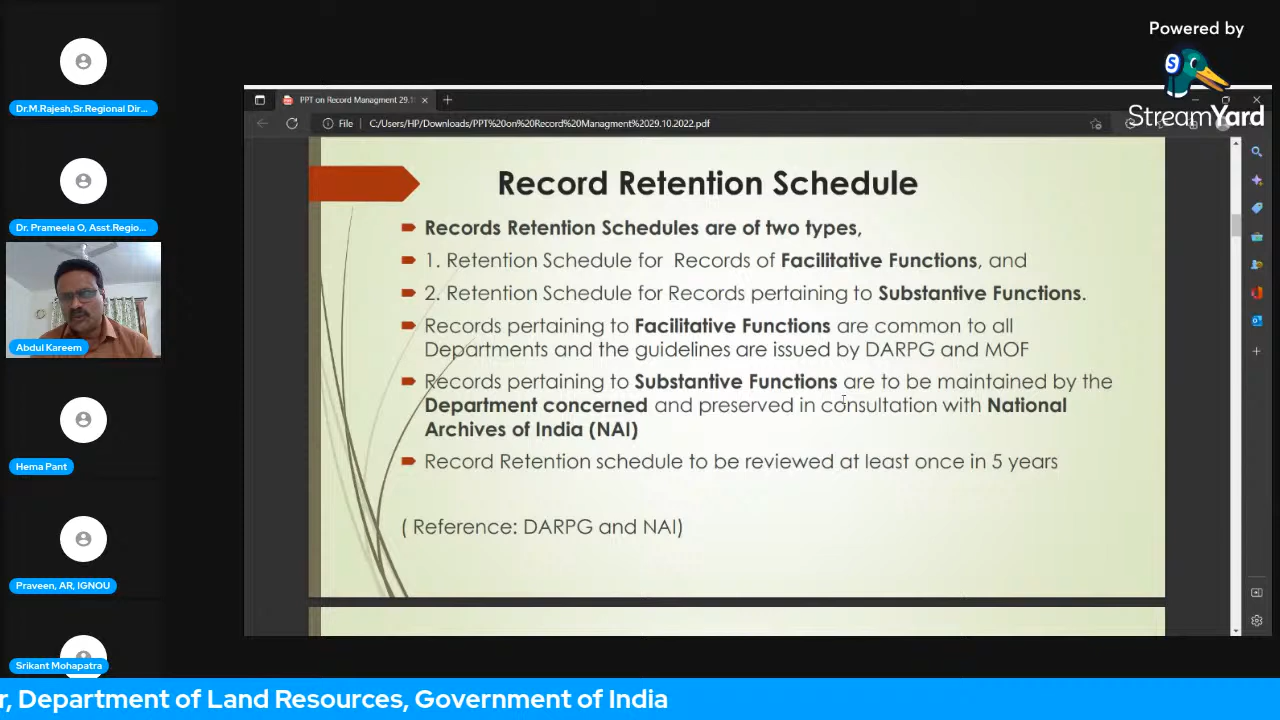 Powered by
StreamYard
Dr.M.Rajesh,Sr.Regional Dir...
Dr. Prameela O, Asst.Regio...
Abdul Kareem
Hema Pant
Praveen, AR, IGNOU
Srikant Mohapatra
PPT on Record Managment 29.1
File C:/Users/HP/Downloads/PPT%20on%20Record%20Managment%2029.10.2022.pdf
Record Retention Schedule
Records Retention Schedules are of two types,
1. Retention Schedule for Records of Facilitative Functions, and
2. Retention Schedule for Records pertaining to Substantive Functions.
Records pertaining to Facilitative Functions are common to all
Departments and the guidelines are issued by DARPG and MOF
Records pertaining to Substantive Functions are to be maintained by the
Department concerned and preserved in consultation with National
Archives of India (NAI)
Record Retention schedule to be reviewed at least once in 5 years
( Reference: DARPG and NAI)
r, Department of Land Resources, Government of India